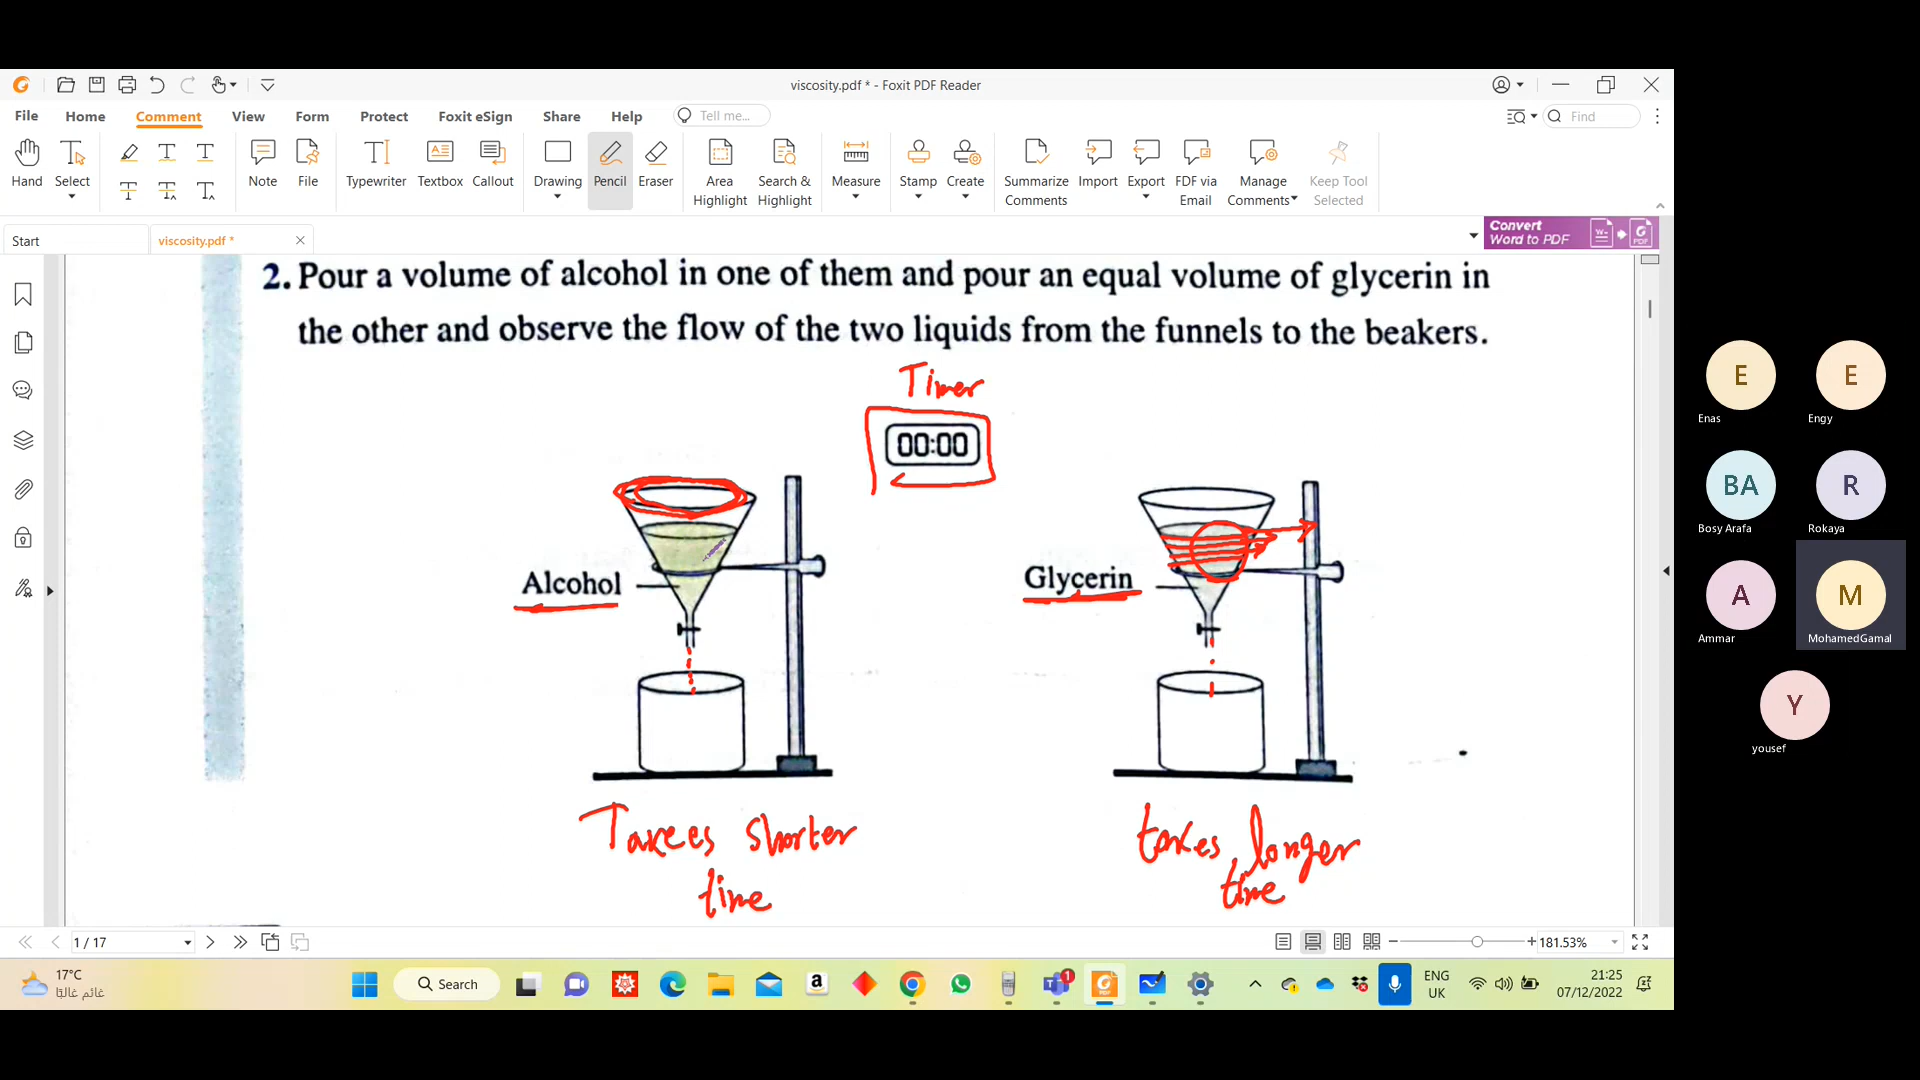 viscosity.pdf * - Foxit PDF Reader
File Home Comment View Form Protect Foxit eSign Share Help Tell me... Find
Hand Select Note File Typewriter Textbox Callout Drawing Pencil Eraser Area Highlight Search & Highlight Measure Stamp Create Summarize Comments Import Export FDF via Email Manage Comments Keep Tool Selected
Start viscosity.pdf * Convert Word to PDF
2. Pour a volume of alcohol in one of them and pour an equal volume of glycerin in
the other and observe the flow of the two liquids from the funnels to the beakers.
Timer
00:00
Alcohol
Glycerin
Takees shorter
time
takes longer
time
E
Enas
E
Engy
BA
Bosy Arafa
R
Rokaya
A
Ammar
M
MohamedGamal
Y
yousef
1 / 17
181.53%
17°C
غائم غالبًا
Search
1
ENG
UK
21:25
07/12/2022